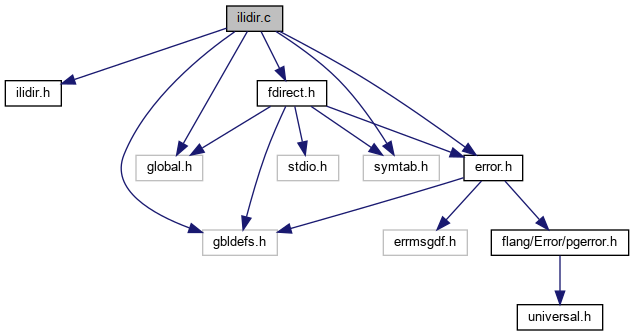 ilidir.c
ilidir.h
fdirect.h
global.h
stdio.h
symtab.h
error.h
gbldefs.h
errmsgdf.h
flang/Error/pgerror.h
universal.h